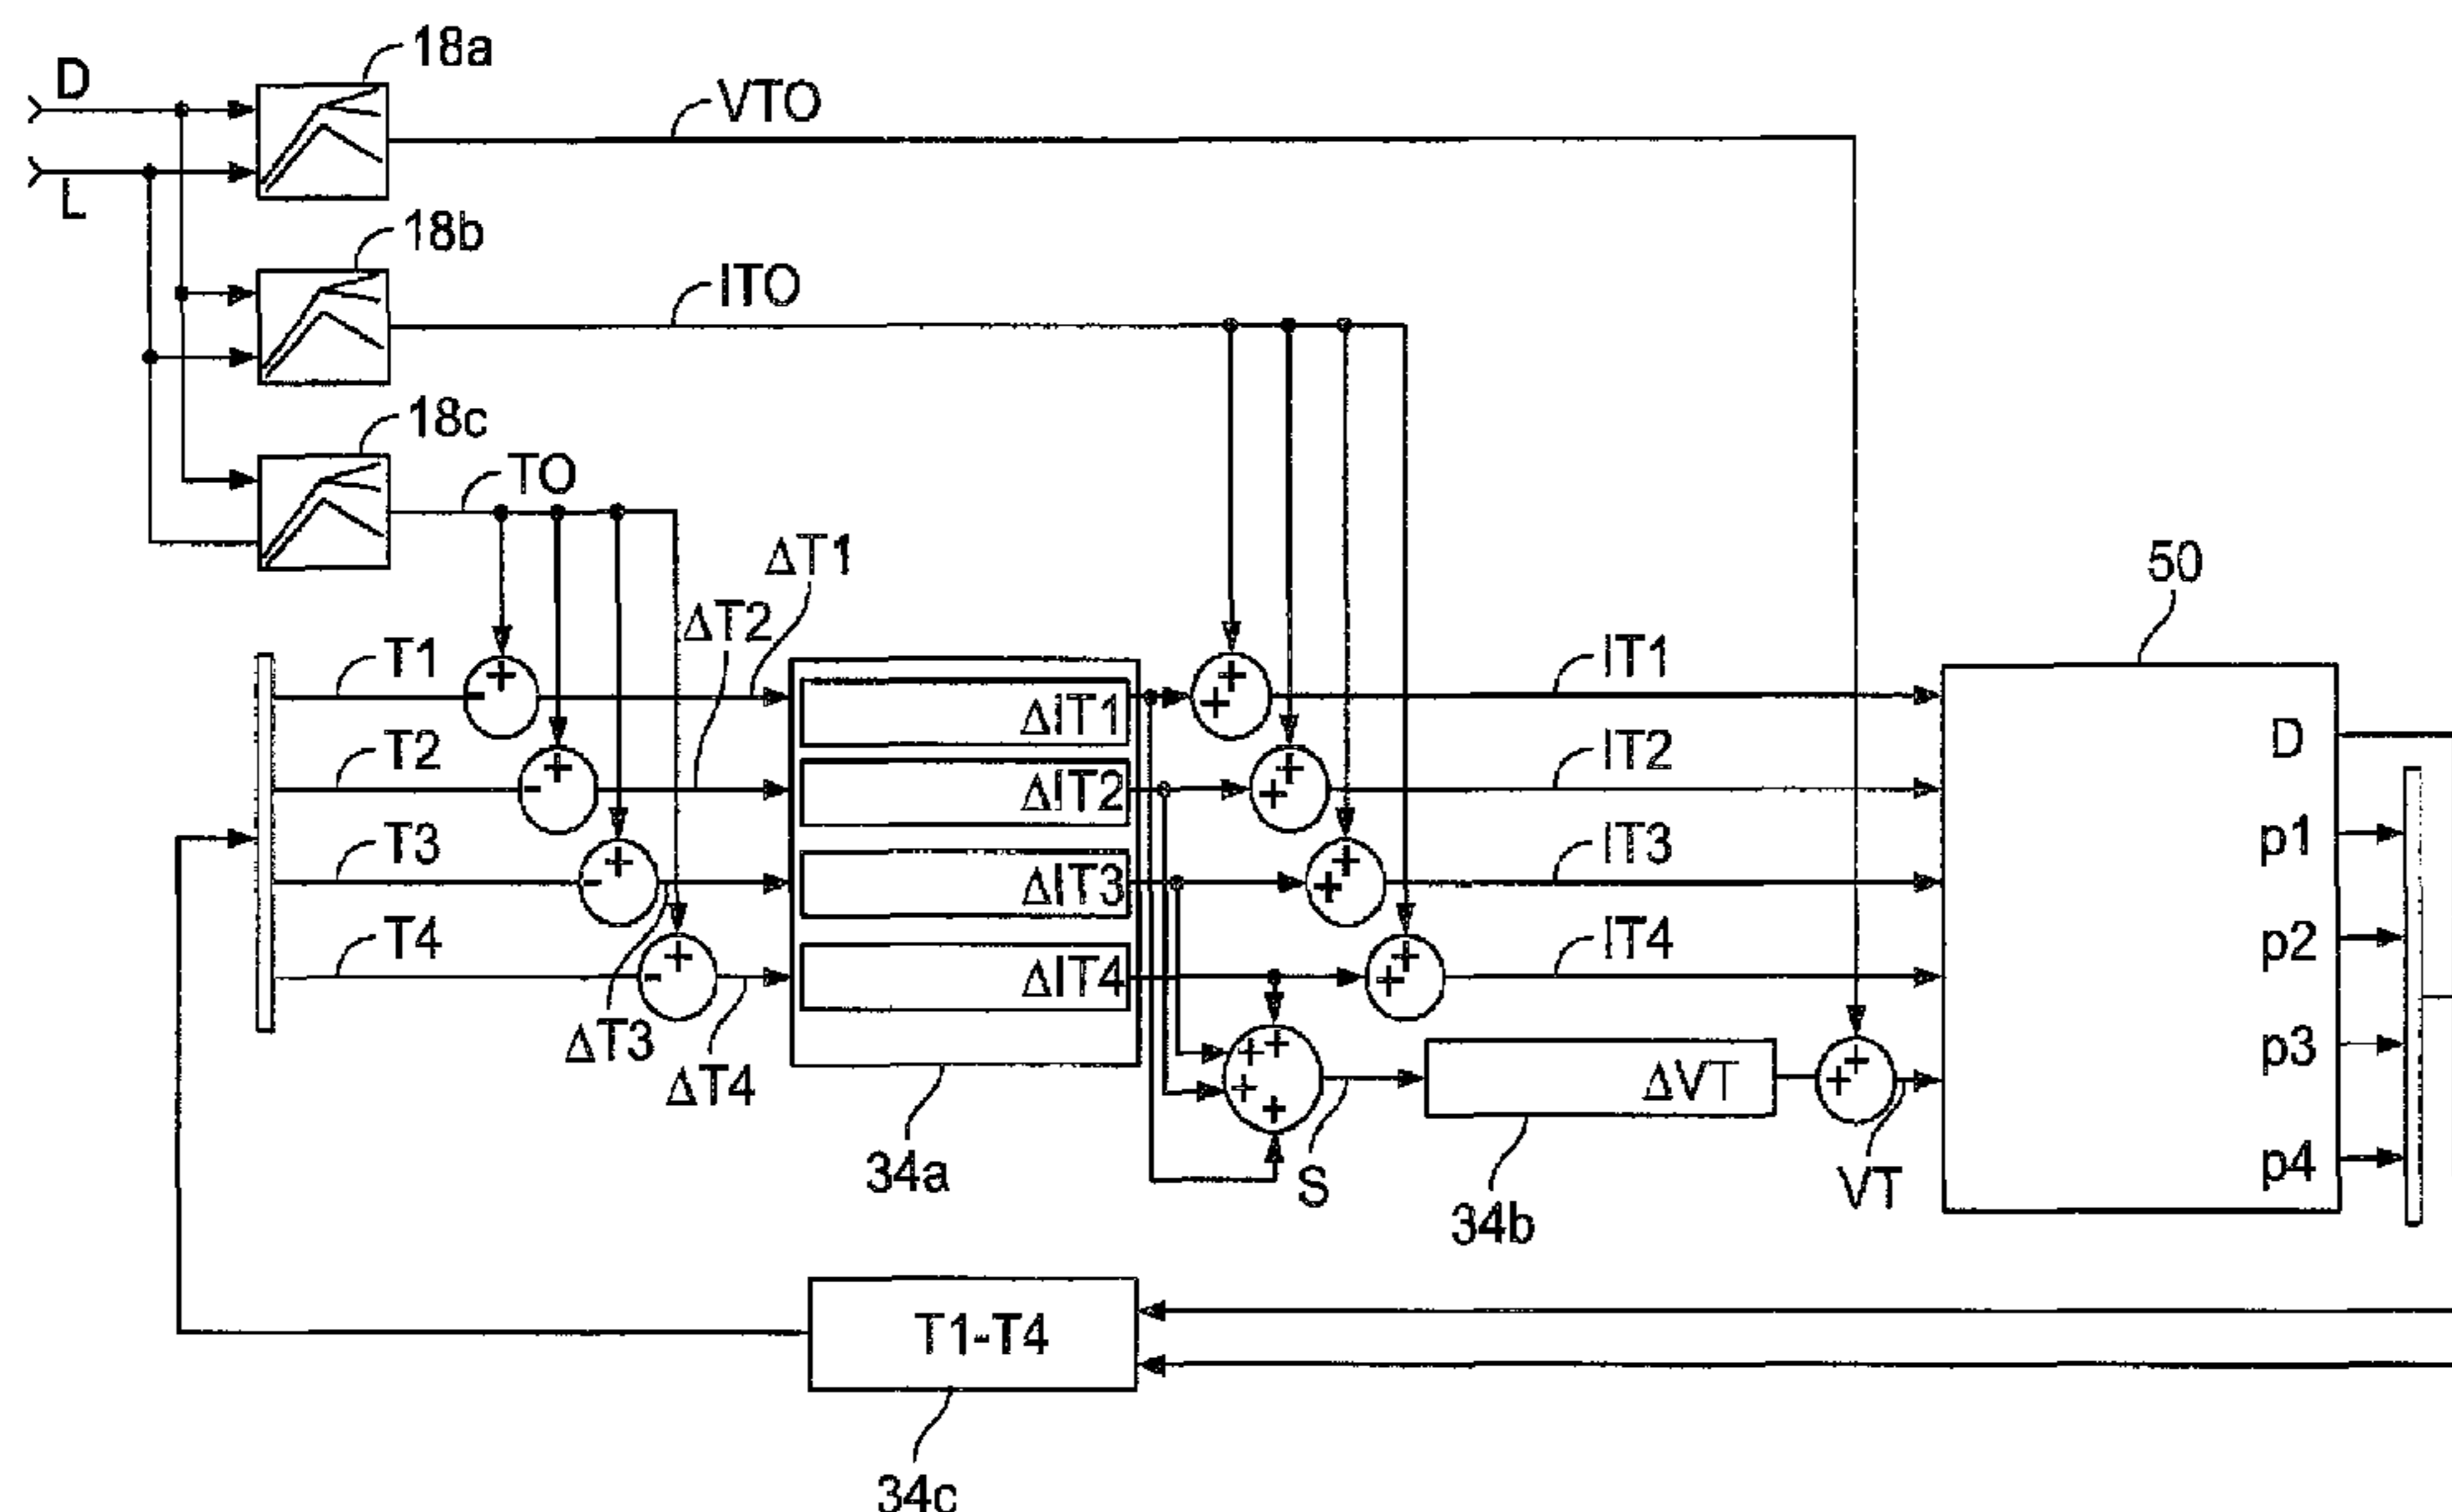 D
L
18a
VTO
18b
ITO
18c
TO
ΔT1
ΔT2
50
T1
T2
T3
T4
+
-
+
-
+
-
+
-
ΔT3
ΔT4
ΔIT1
ΔIT2
ΔIT3
ΔIT4
34a
+
+
+
+
+
+
+
+
IT1
IT2
IT3
IT4
+
+
+
+
S
ΔVT
34b
+
+
VT
D
p1
p2
p3
p4
T1-T4
34c